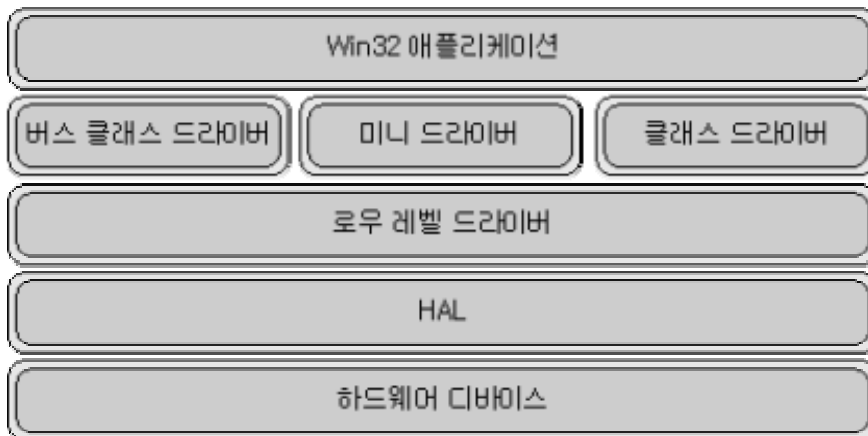 Win32 애플리케이션
버스 클래스 드라이버 미니 드라이버 클래스 드라이버
로우 레벨 드라이버
HAL
하드웨어 디바이스